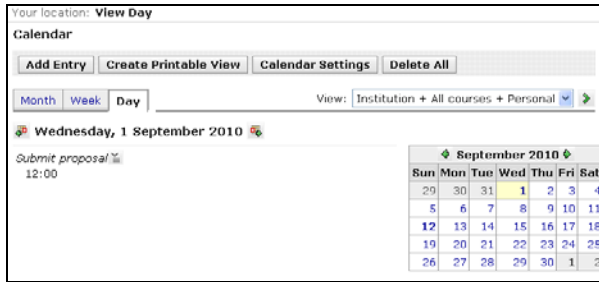 Your location: View Day
Calendar
Add Entry Create Printable View Calendar Settings Delete All
Month Week Day View: Institution + All courses + Personal
Wednesday, 1 September 2010
Submit proposal
12:00
September 2010
Sun Mon Tue Wed Thu Fri Sat
29 30 31 1 2 3 4
5 6 7 8 9 10 11
12 13 14 15 16 17 18
19 20 21 22 23 24 25
26 27 28 29 30 1 2